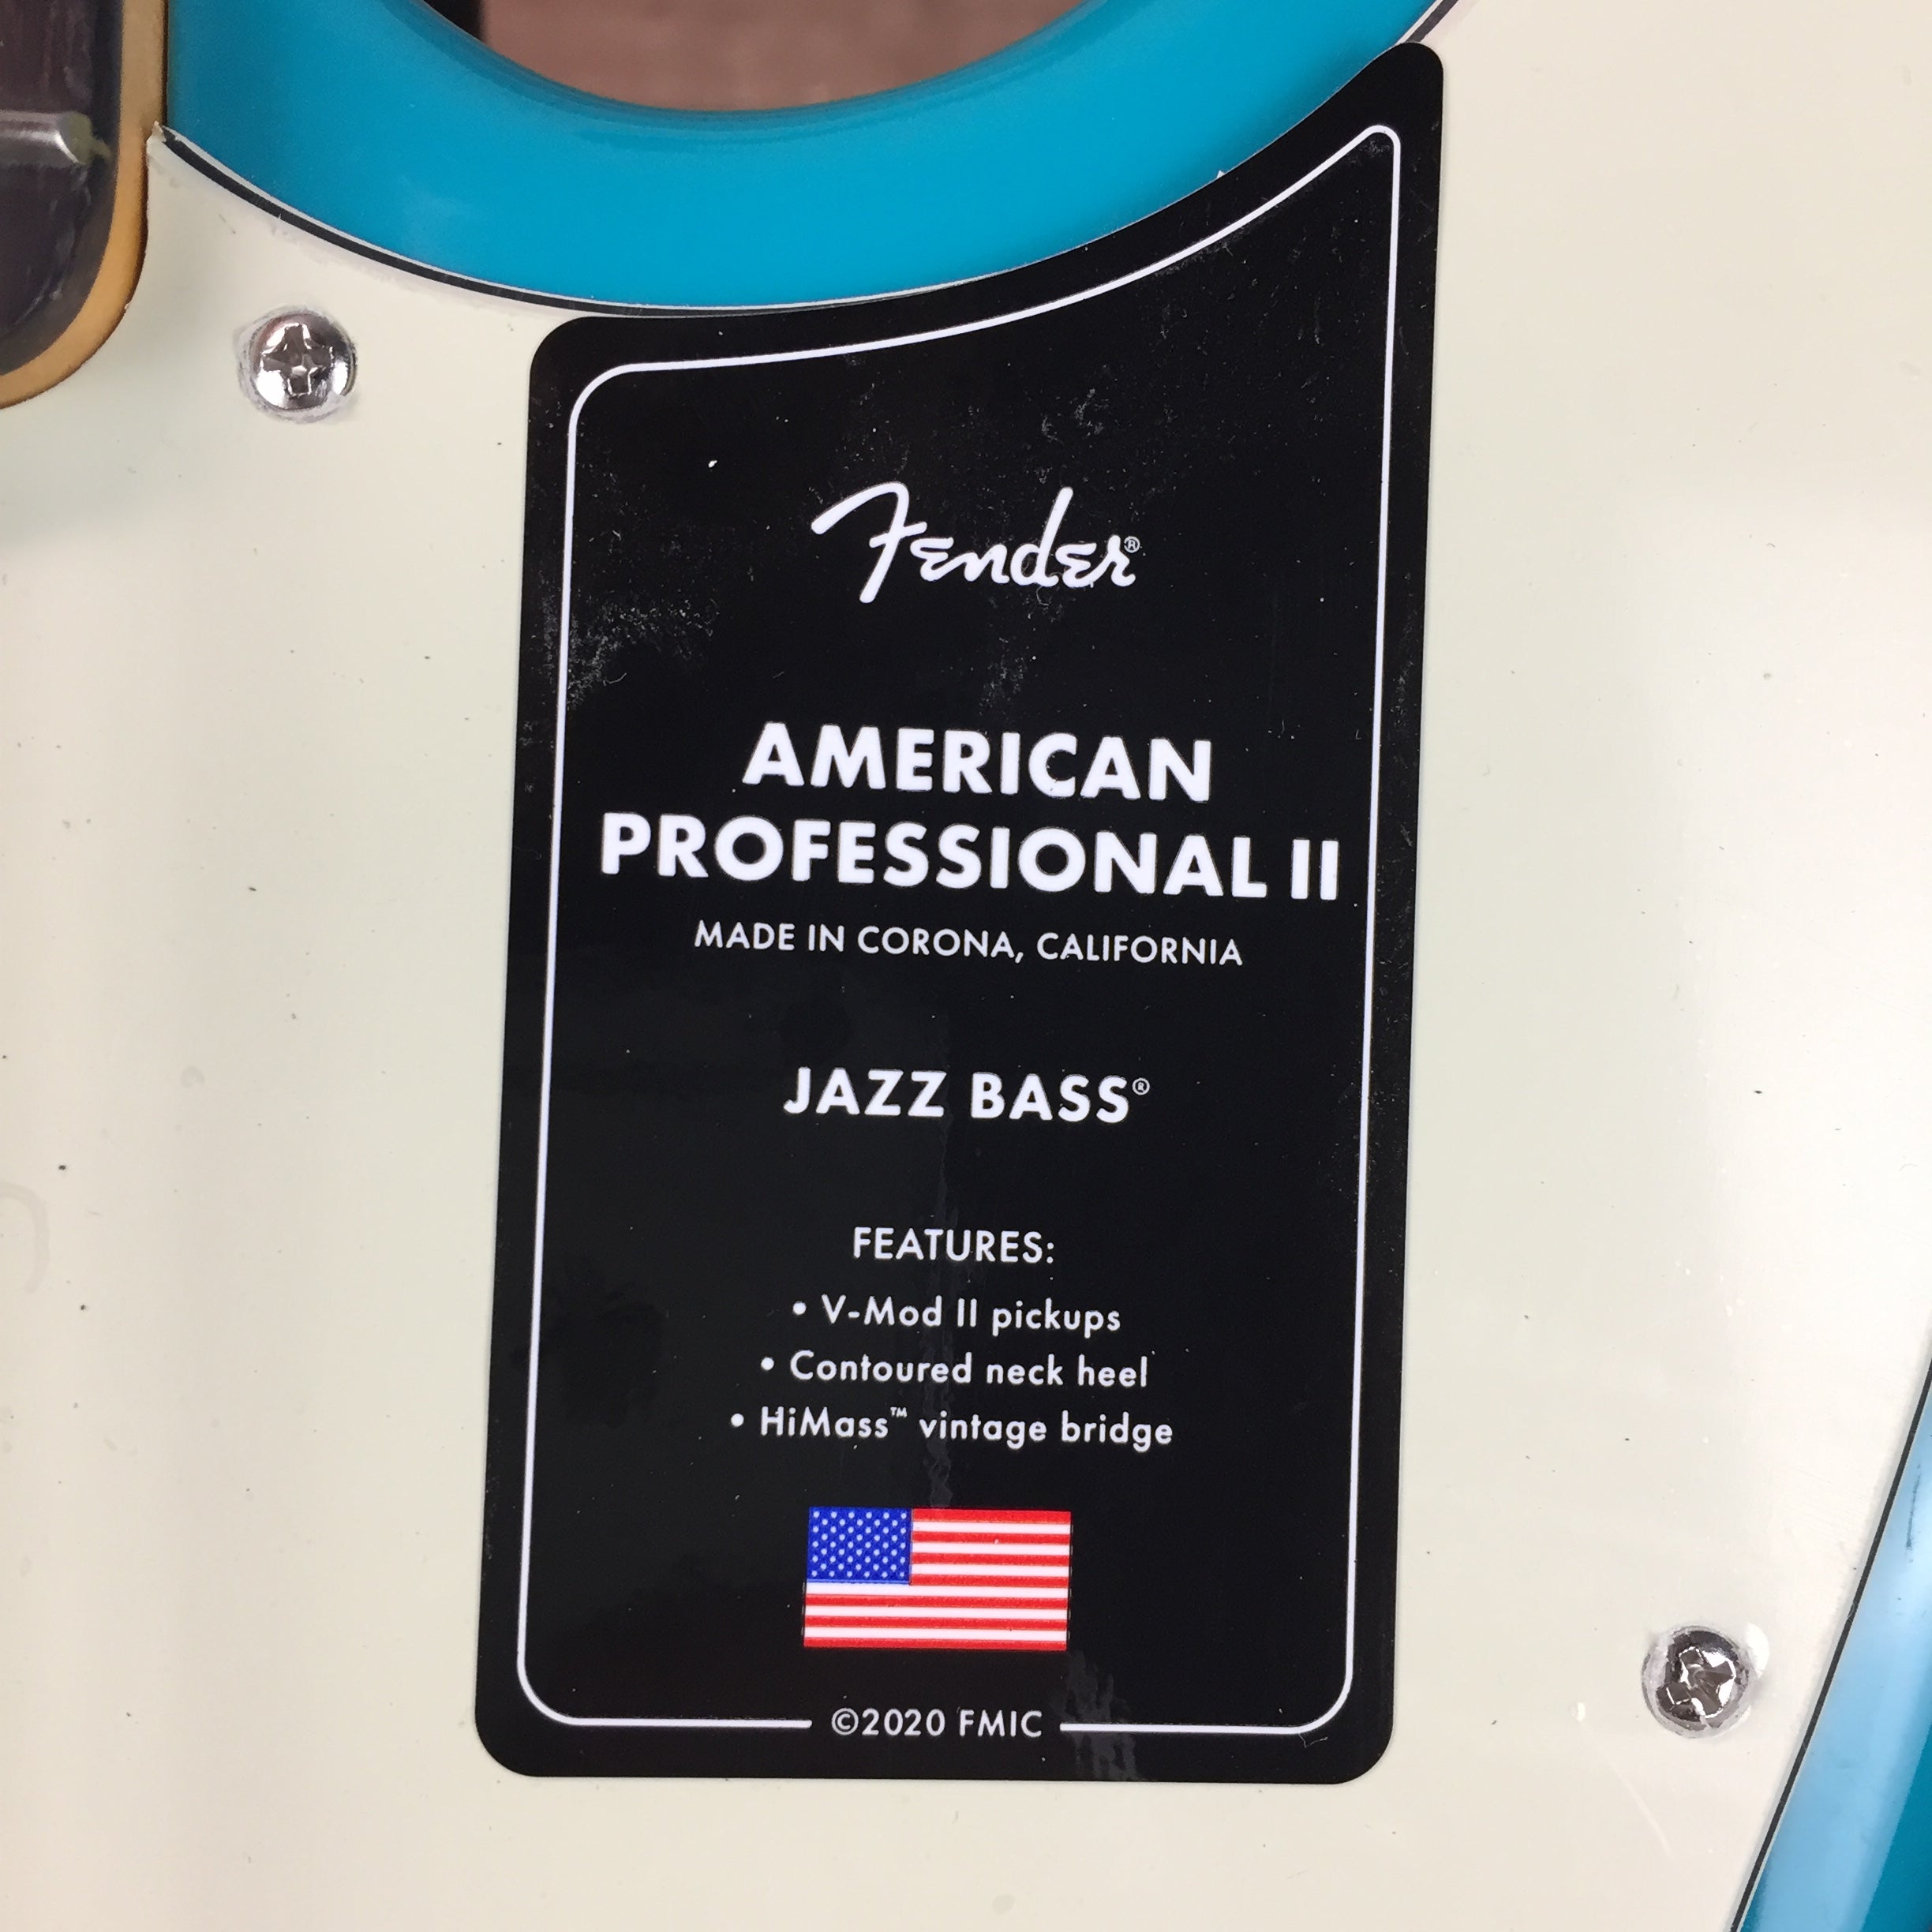 Fender®
AMERICAN
PROFESSIONAL II
MADE IN CORONA, CALIFORNIA
JAZZ BASS®
FEATURES:
• V-Mod II pickups
• Contoured neck heel
• HiMass™ vintage bridge
©2020 FMIC